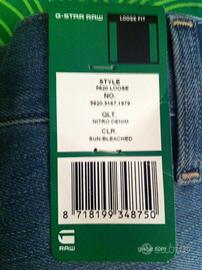 G-STAR RAW
LOOSE FIT
STYLE
5620 LOOSE
NO.
5620.3167.1979
QLT.
NITRO DENIM
CLR.
SUN BLEACHED
8 718199 348750
RAW